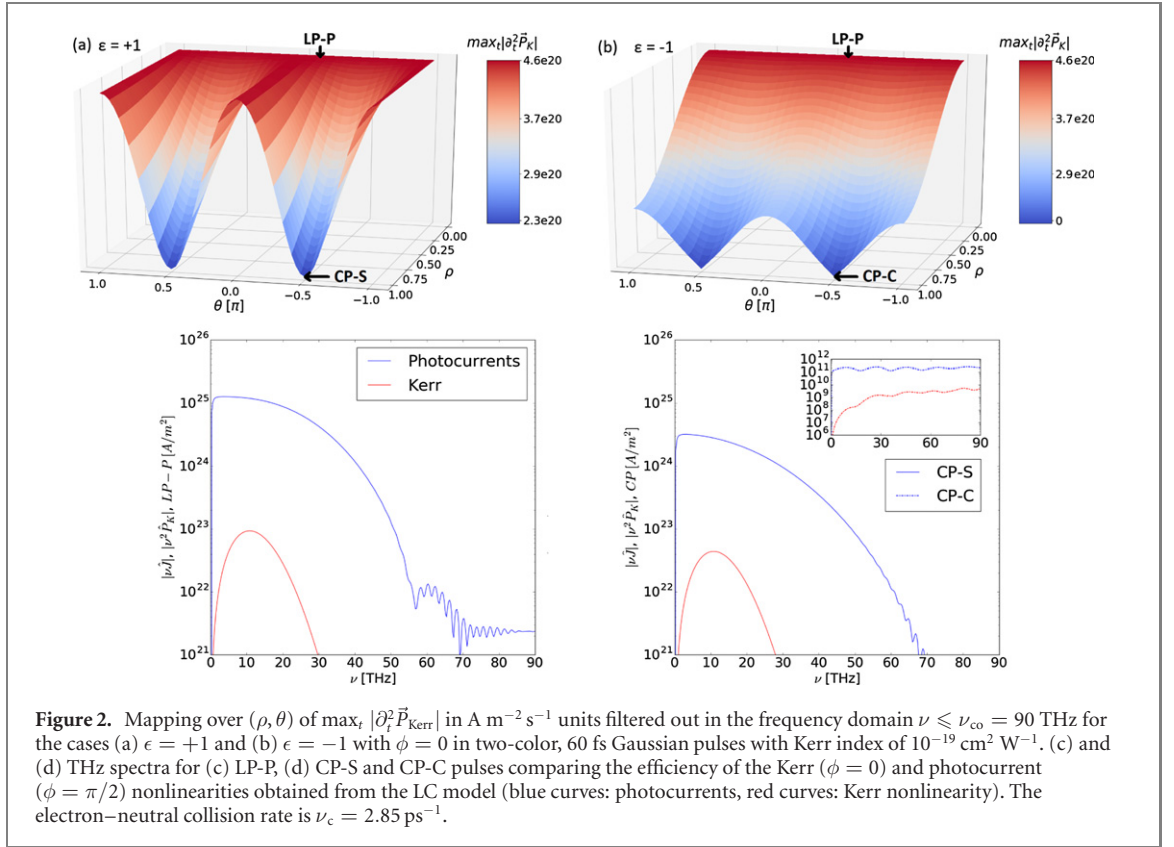 (a) ε = +1
LP-P
max_t|∂_t^2 P⃗_K|
4.6e20
3.7e20
2.9e20
2.3e20
CP-S
0.00
0.25
0.50
0.75
1.00
ρ
1.0
0.5
0.0
−0.5
−1.0
θ [π]
(b) ε = -1
LP-P
max_t|∂_t^2 P⃗_K|
4.6e20
3.7e20
2.9e20
0
CP-C
0.00
0.25
0.50
0.75
1.00
ρ
1.0
0.5
0.0
−0.5
−1.0
θ [π]
10^26
10^25
10^24
10^23
10^22
10^21
|νĴ|, |ν^2 P̂_K|, LP − P [A/m^2]
Photocurrents
Kerr
0 10 20 30 40 50 60 70 80 90
ν [THz]
10^26
10^25
10^24
10^23
10^22
10^21
|νĴ|, |ν^2 P̂_K|, CP [A/m^2]
10^12
10^11
10^10
10^9
10^8
10^7
10^6
0 30 60 90
CP-S
CP-C
0 10 20 30 40 50 60 70 80 90
ν [THz]
Figure 2. Mapping over (ρ, θ) of max_t |∂_t^2 P⃗_Kerr| in A m^−2 s^−1 units filtered out in the frequency domain ν ⩽ ν_co = 90 THz for
the cases (a) ϵ = +1 and (b) ϵ = −1 with ϕ = 0 in two-color, 60 fs Gaussian pulses with Kerr index of 10^−19 cm^2 W^−1. (c) and
(d) THz spectra for (c) LP-P, (d) CP-S and CP-C pulses comparing the efficiency of the Kerr (ϕ = 0) and photocurrent
(ϕ = π/2) nonlinearities obtained from the LC model (blue curves: photocurrents, red curves: Kerr nonlinearity). The
electron–neutral collision rate is ν_c = 2.85 ps^−1.